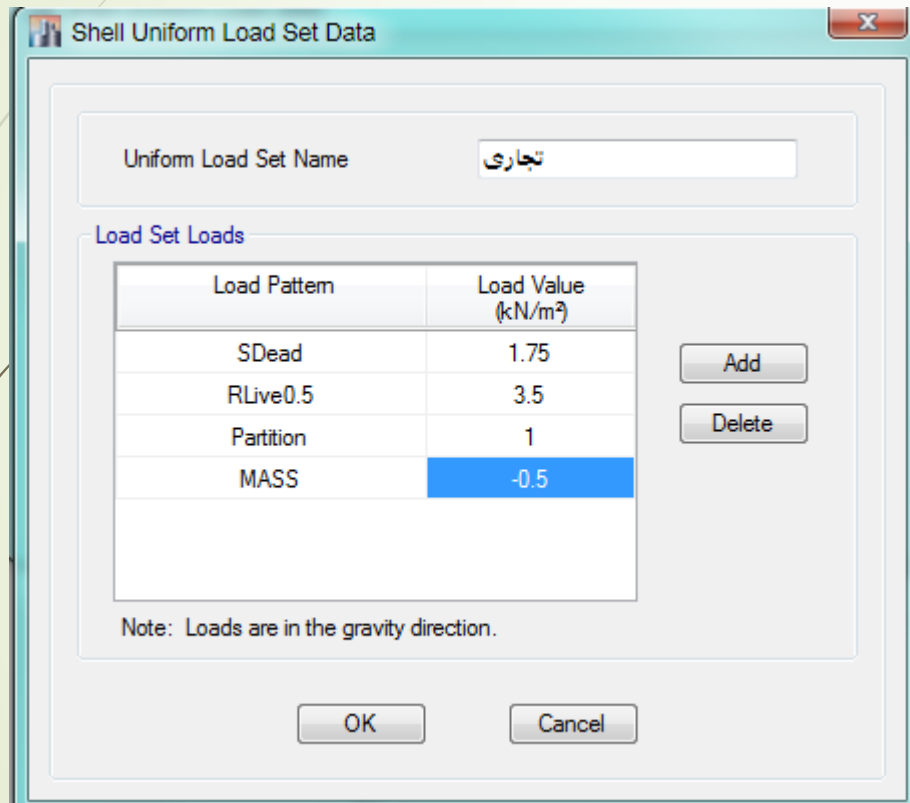 Shell Uniform Load Set Data
Uniform Load Set Name تجاری
Load Set Loads
Load Pattern Load Value (kN/m²)
SDead 1.75
RLive0.5 3.5
Partition 1
MASS -0.5
Add
Delete
Note: Loads are in the gravity direction.
OK Cancel